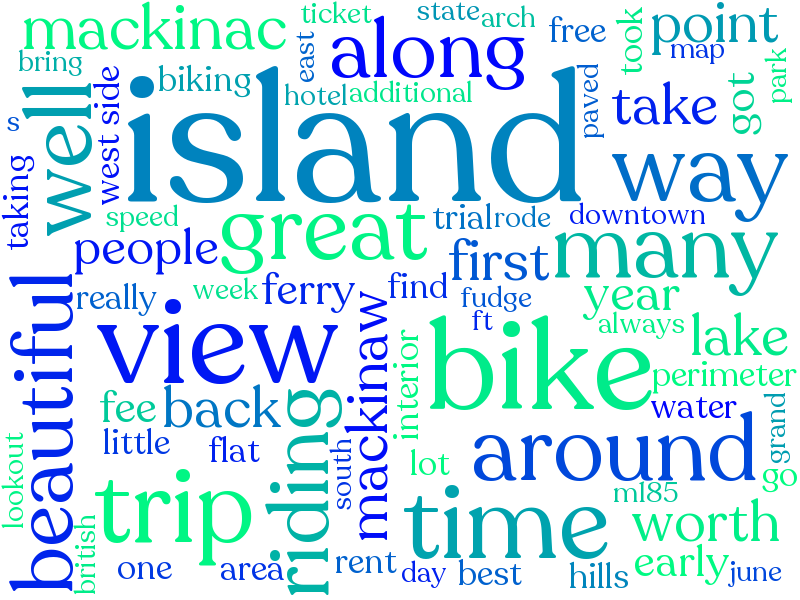 mackinac
ticket
state
arch
free
took
point
map
bring
biking
east
along
hotel
additional
paved
take
got
park
s
well
west side
island
way
taking
speed
great
trial
rode
downtown
people
first
many
really
week
ferry
find
fudge
year
ft
always
lake
beautiful
view
mackinaw
interior
bike
perimeter
water
fee
back
riding
little
flat
south
lot
around
grand
go
lookout
trip
time
ml85
worth
british
one
area
rent
day
best
hills
early
june